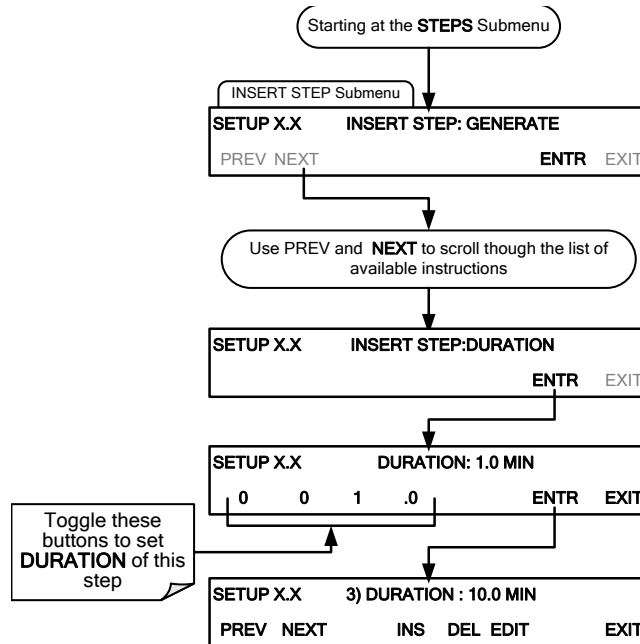 Starting at the STEPS Submenu
INSERT STEP Submenu
SETUP X.X INSERT STEP: GENERATE
PREV NEXT ENTR EXIT
Use PREV and NEXT to scroll though the list of
available instructions
SETUP X.X INSERT STEP:DURATION
ENTR EXIT
SETUP X.X DURATION: 1.0 MIN
0 0 1 .0 ENTR EXIT
Toggle these
buttons to set
DURATION of this
step
SETUP X.X 3) DURATION : 10.0 MIN
PREV NEXT INS DEL EDIT EXIT